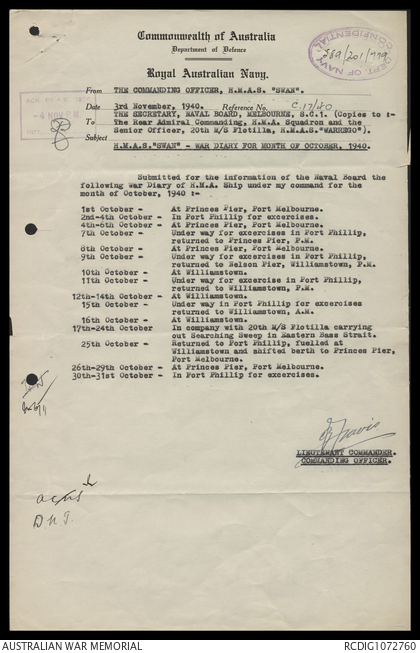 Commonwealth of Australia
Department of Defence
Royal Australian Navy.
DEPT OF NAVY
CONFIDENTIAL
389/201/779
From THE COMMANDING OFFICER, H.M.A.S. "SWAN".
- 4 NOV P.M.
Date 3rd November, 1940. Reference No. C.17/40
THE SECRETARY, NAVAL BOARD, MELBOURNE, S.C.1. (Copies to :-
To The Rear Admiral Commanding, H.M.A. Squadron and the
Senior Officer, 20th M/S Flotilla, H.M.A.S."WARREGO").
Subject
H.M.A.S."SWAN" - WAR DIARY FOR MONTH OF OCTOBER, 1940.
Submitted for the information of the Naval Board the
following War Diary of H.M.A. Ship under my command for the
month of October, 1940 :-
1st October - At Princes Pier, Port Melbourne.
2nd-4th October - In Port Phillip for exercises.
4th-6th October - At Princes Pier, Port Melbourne.
7th October - Under way for exercises in Port Phillip,
returned to Princes Pier, P.M.
8th October - At Princes Pier, Port Melbourne.
9th October - Under way for exercises in Port Phillip,
returned to Nelson Pier, Williamstown, P.M.
10th October - At Williamstown.
11th October - Under way for exercise in Port Phillip,
returned to Williamstown, P.M.
12th-14th October - At Williamstown.
15th October - Under way in Port Phillip for exercises
returned to Williamstown, A.M.
16th October - At Williamstown.
17th-24th October In company with 20th M/S Flotilla carrying
out Searching Sweep in Eastern Bass Strait.
25th October - Returned to Port Phillip, fuelled at
Williamstown and shifted berth to Princes Pier,
Port Melbourne.
26th-29th October - At Princes Pier, Port Melbourne.
30th-31st October - In Port Phillip for exercises.
LIEUTENANT COMMANDER.
COMMANDING OFFICER.
ACNS
AUSTRALIAN WAR MEMORIAL
RCDIG1072760